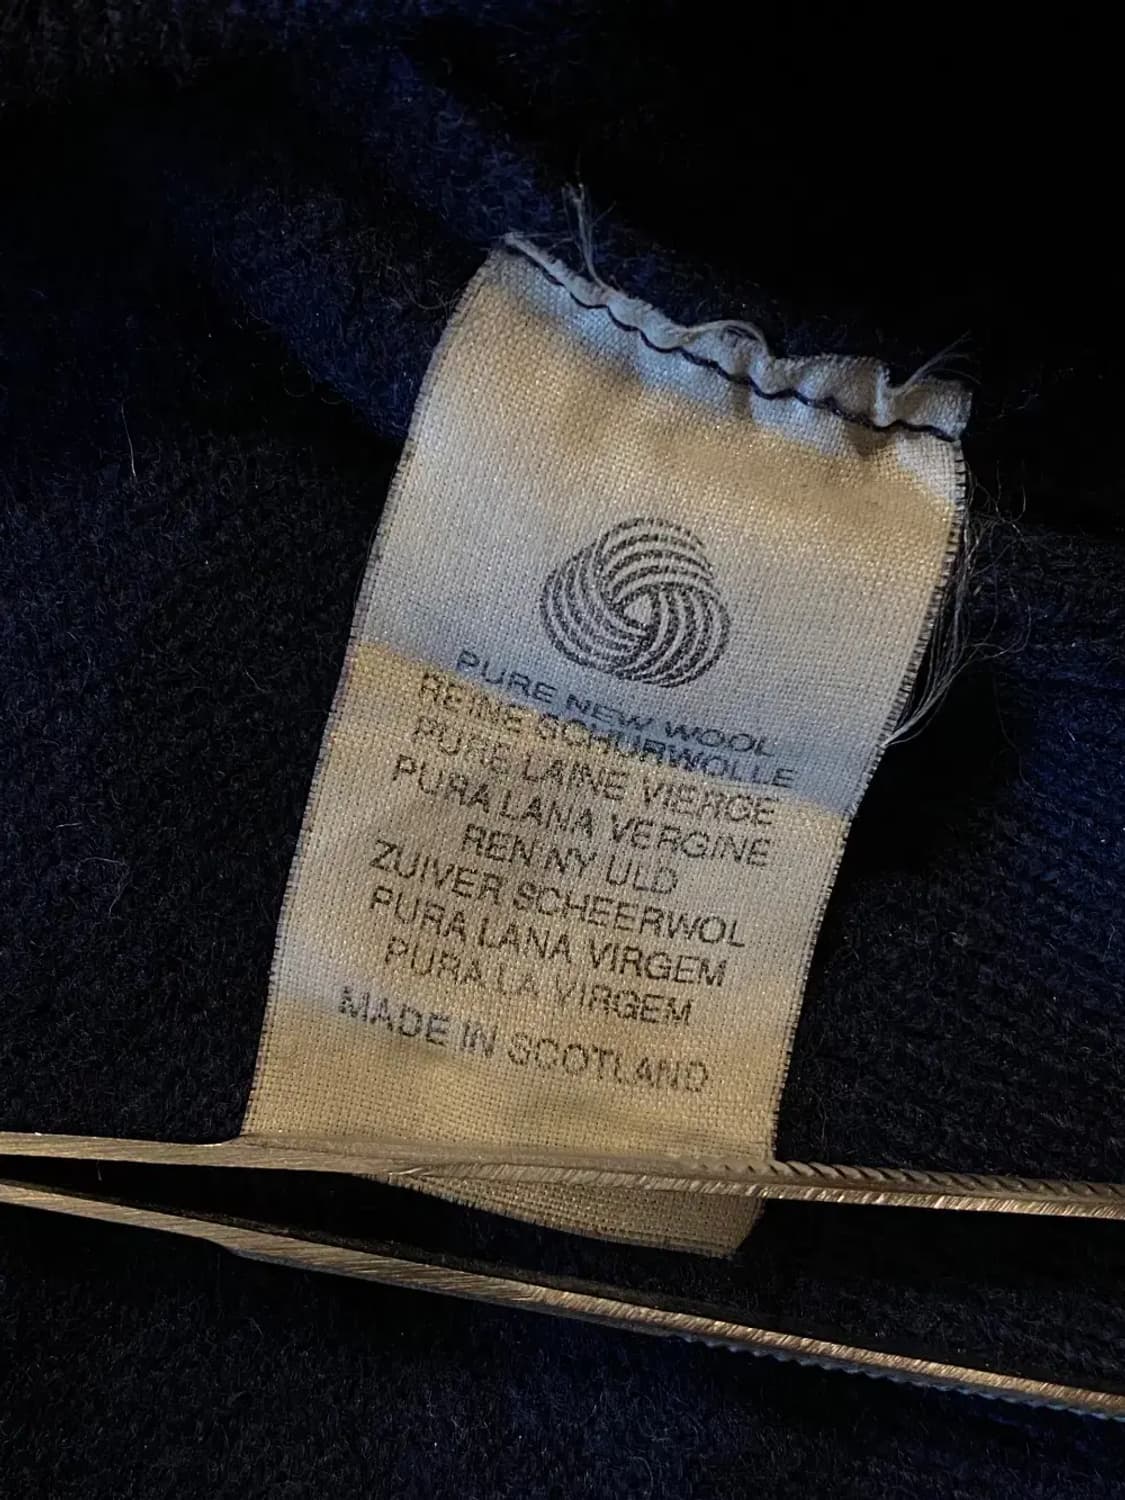 PURE NEW WOOL
REINE SCHURWOLLE
PURE LAINE VIERGE
PURA LANA VERGINE
REN NY ULD
ZUIVER SCHEERWOL
PURA LANA VIRGEM
PURA LA VIRGEM
MADE IN SCOTLAND